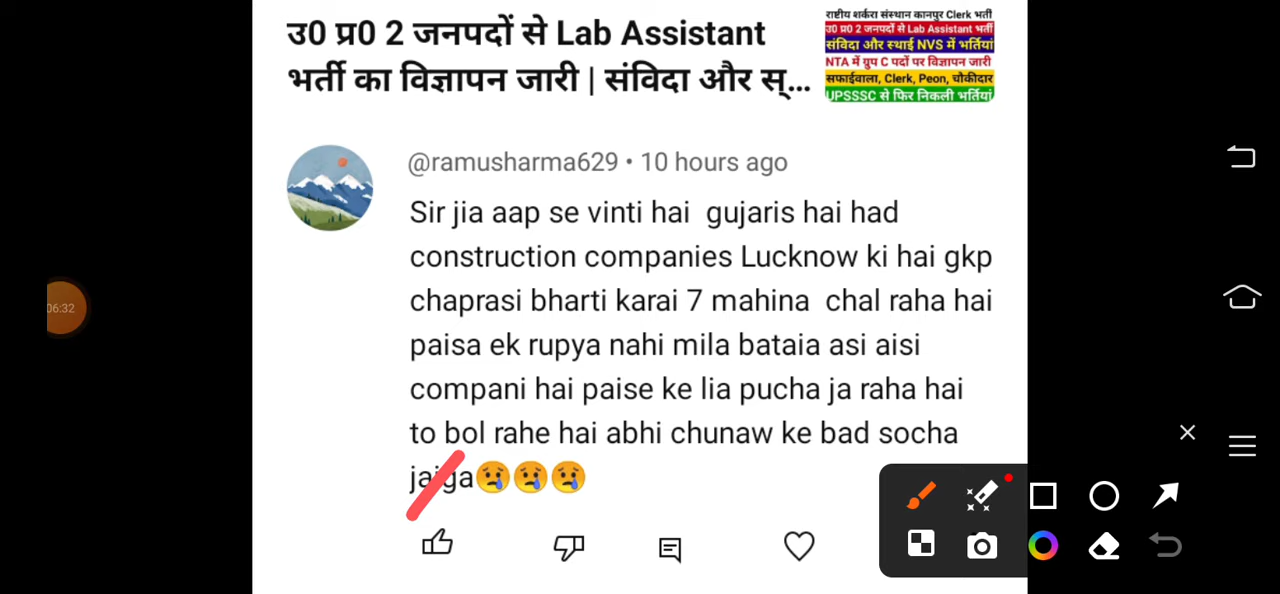 उ0 प्र0 2 जनपदों से Lab Assistant
भर्ती का विज्ञापन जारी | संविदा और स्...
राष्टीय शर्करा संस्थान कानपुर Clerk भर्ती
उ0 प्र0 2 जनपदों से Lab Assistant भर्ती
संविदा और स्थाई NVS में भर्तियां
NTA में ग्रुप C पदों पर विज्ञापन जारी
सफाईवाला, Clerk, Peon, चौकीदार
UPSSSC से फिर निकली भर्तियां
@ramusharma629 • 10 hours ago
Sir jia aap se vinti hai gujaris hai had
construction companies Lucknow ki hai gkp
chaprasi bharti karai 7 mahina chal raha hai
paisa ek rupya nahi mila bataia asi aisi
compani hai paise ke lia pucha ja raha hai
to bol rahe hai abhi chunaw ke bad socha
jaiga😢😢😢
06:32